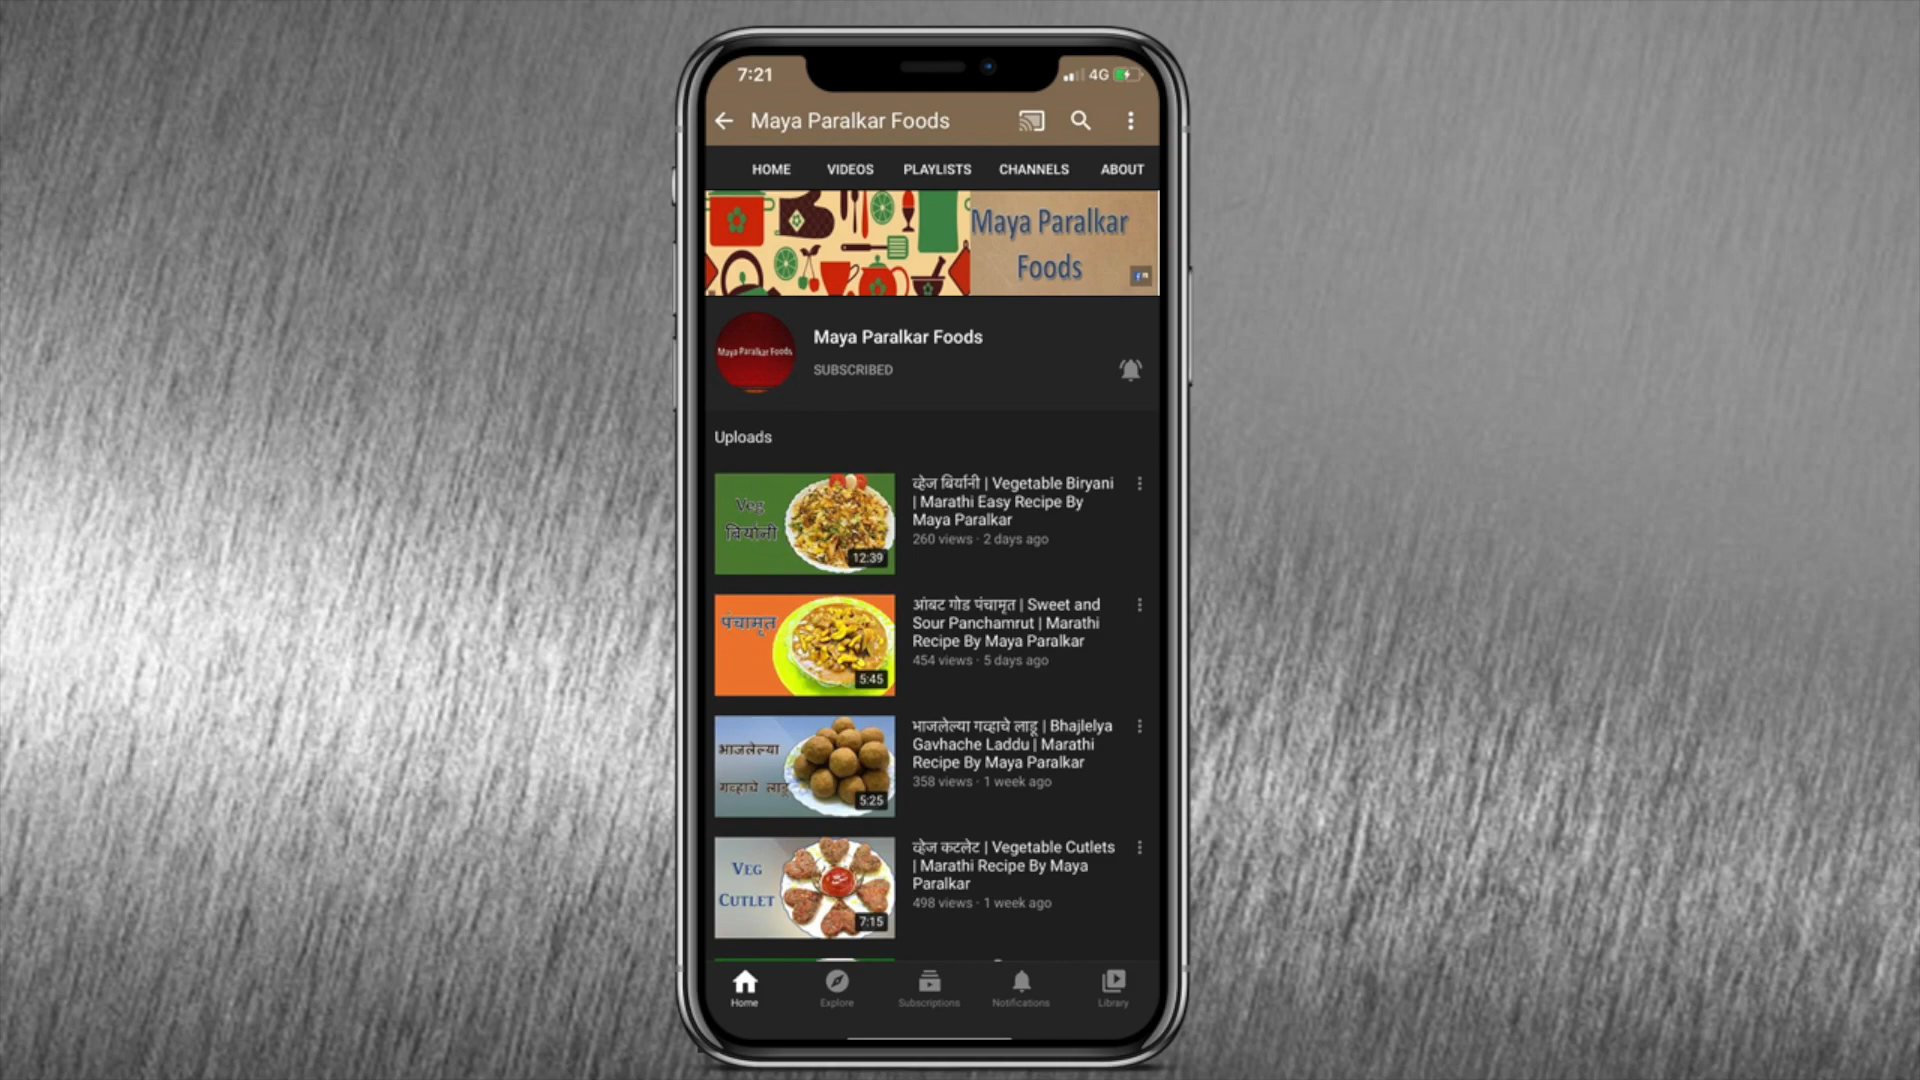 7:21
4G
Maya Paralkar Foods
HOME VIDEOS PLAYLISTS CHANNELS ABOUT
Maya Paralkar
Foods
Maya Paralkar Foods
Maya Paralkar Foods
SUBSCRIBED
Uploads
Veg
बिर्यानी
12:39
व्हेज बिर्यानी | Vegetable Biryani
| Marathi Easy Recipe By
Maya Paralkar
260 views · 2 days ago
पंचामृत
5:45
आंबट गोड पंचामृत | Sweet and
Sour Panchamrut | Marathi
Recipe By Maya Paralkar
454 views · 5 days ago
भाजलेल्या
गव्हाचे लाडू
5:25
भाजलेल्या गव्हाचे लाडू | Bhajlelya
Gavhache Laddu | Marathi
Recipe By Maya Paralkar
358 views · 1 week ago
VEG
CUTLET
7:15
व्हेज कटलेट | Vegetable Cutlets
| Marathi Recipe By Maya
Paralkar
498 views · 1 week ago
Home Explore Subscriptions Notifications Library